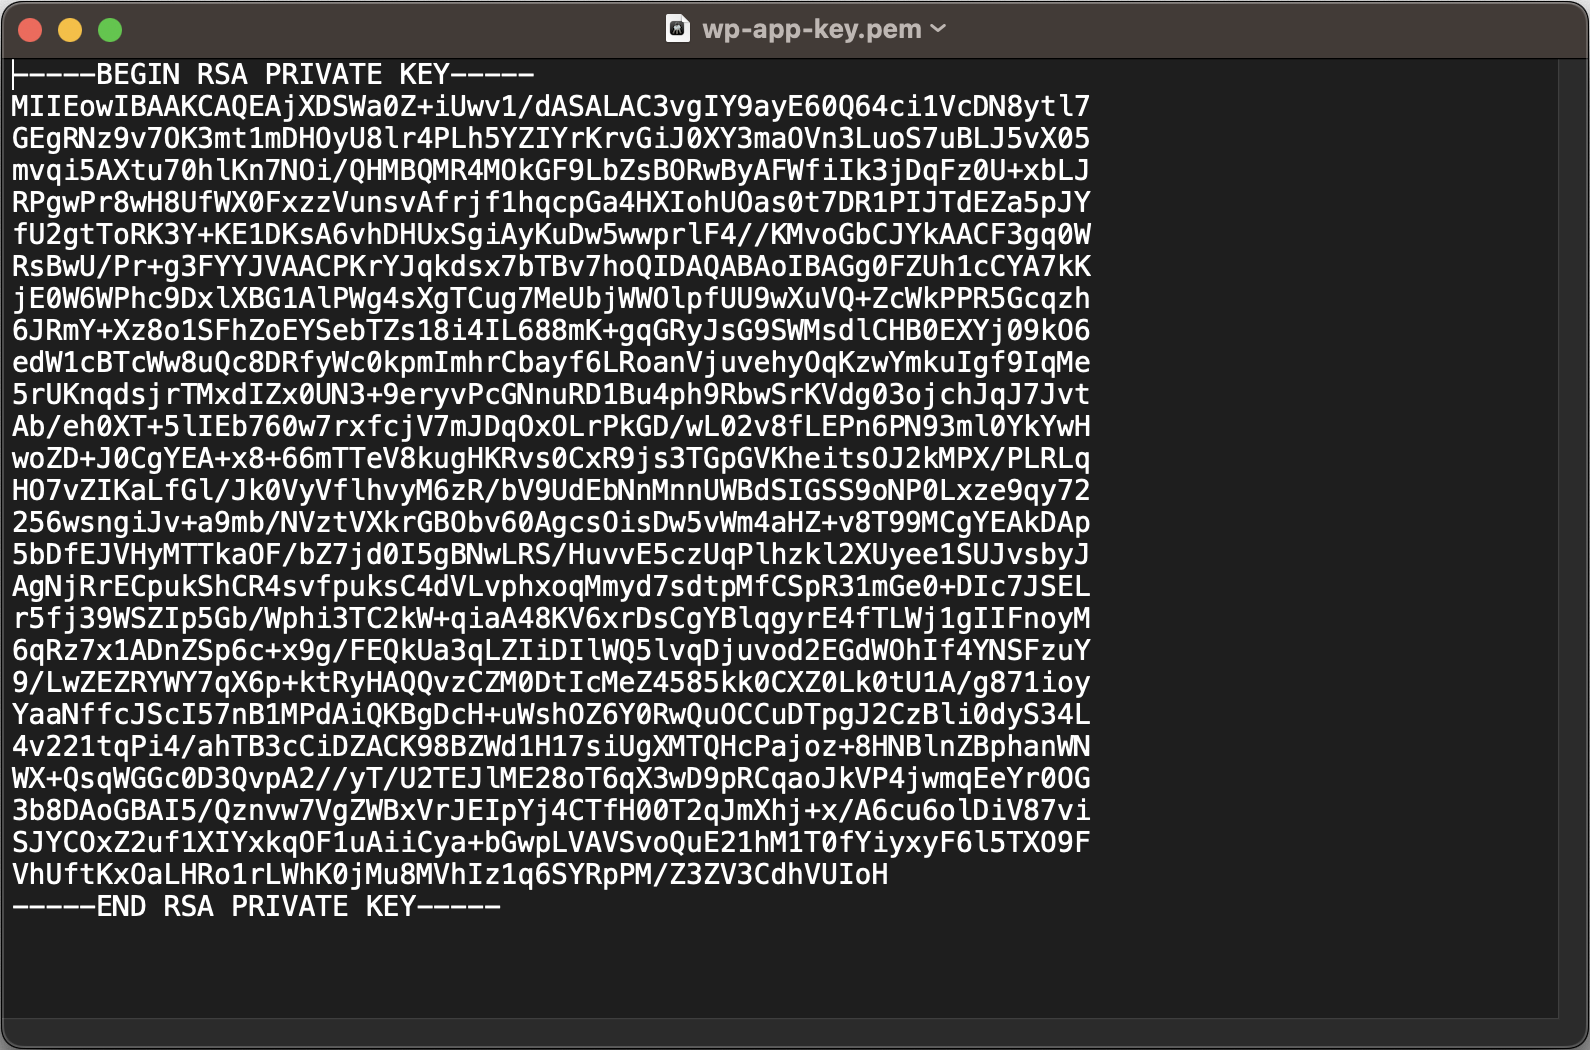 wp-app-key.pem
-----BEGIN RSA PRIVATE KEY-----
MIIEowIBAAKCAQEAjXDSWa0Z+iUwv1/dASALAC3vgIY9ayE60Q64ci1VcDN8ytl7
GEgRNz9v7OK3mt1mDHOyU8lr4PLh5YZIYrKrvGiJ0XY3maOVn3LuoS7uBLJ5vX05
mvqi5AXtu70hlKn7NOi/QHMBQMR4MOkGF9LbZsBORwByAFWfiIk3jDqFz0U+xbLJ
RPgwPr8wH8UfWX0FxzzVunsvAfrjf1hqcpGa4HXIohUOas0t7DR1PIJTdEZa5pJY
fU2gtToRK3Y+KE1DKsA6vhDHUxSgiAyKuDw5wwprlF4//KMvoGbCJYkAACF3gq0W
RsBwU/Pr+g3FYYJVAACPKrYJqkdsx7bTBv7hoQIDAQABAoIBAGg0FZUh1cCYA7kK
jE0W6WPhc9DxlXBG1AlPWg4sXgTCug7MeUbjWWOlpfUU9wXuVQ+ZcWkPPR5Gcqzh
6JRmY+Xz8o1SFhZoEYSebTZs18i4IL688mK+gqGRyJsG9SWMsdlCHB0EXYj09kO6
edW1cBTcWw8uQc8DRfyWc0kpmImhrCbayf6LRoanVjuvehyOqKzwYmkuIgf9IqMe
5rUKnqdsjrTMxdIZx0UN3+9eryvPcGNnuRD1Bu4ph9RbwSrKVdg03ojchJqJ7Jvt
Ab/eh0XT+5lIEb760w7rxfcjV7mJDqOxOLrPkGD/wL02v8fLEPn6PN93ml0YkYwH
woZD+J0CgYEA+x8+66mTTeV8kugHKRvs0CxR9js3TGpGVKheitsOJ2kMPX/PLRLq
HO7vZIKaLfGl/Jk0VyVflhvyM6zR/bV9UdEbNnMnnUWBdSIGSS9oNP0Lxze9qy72
256wsngiJv+a9mb/NVztVXkrGBObv60AgcsOisDw5vWm4aHZ+v8T99MCgYEAkDAp
5bDfEJVHyMTTkaOF/bZ7jd0I5gBNwLRS/HuvvE5czUqPlhzkl2XUyee1SUJvsbyJ
AgNjRrECpukShCR4svfpuksC4dVLvphxoqMmyd7sdtpMfCSpR31mGe0+DIc7JSEL
r5fj39WSZIp5Gb/Wphi3TC2kW+qiaA48KV6xrDsCgYBlqgyrE4fTLWj1gIIFnoyM
6qRz7x1ADnZSp6c+x9g/FEQkUa3qLZIiDIlWQ5lvqDjuvod2EGdWOhIf4YNSFzuY
9/LwZEZRYWY7qX6p+ktRyHAQQvzCZM0DtIcMeZ4585kk0CXZ0Lk0tU1A/g871ioy
YaaNffcJScI57nB1MPdAiQKBgDcH+uWshOZ6Y0RwQuOCCuDTpgJ2CzBli0dyS34L
4v221tqPi4/ahTB3cCiDZACK98BZWd1H17siUgXMTQHcPajoz+8HNBlnZBphanWN
WX+QsqWGGc0D3QvpA2//yT/U2TEJlME28oT6qX3wD9pRCqaoJkVP4jwmqEeYr0OG
3b8DAoGBAI5/Qznvw7VgZWBxVrJEIpYj4CTfH00T2qJmXhj+x/A6cu6olDiV87vi
SJYCOxZ2uf1XIYxkqOF1uAiiCya+bGwpLVAVSvoQuE21hM1T0fYiyxyF6l5TXO9F
VhUftKxOaLHRo1rLWhK0jMu8MVhIz1q6SYRpPM/Z3ZV3CdhVUIoH
-----END RSA PRIVATE KEY-----